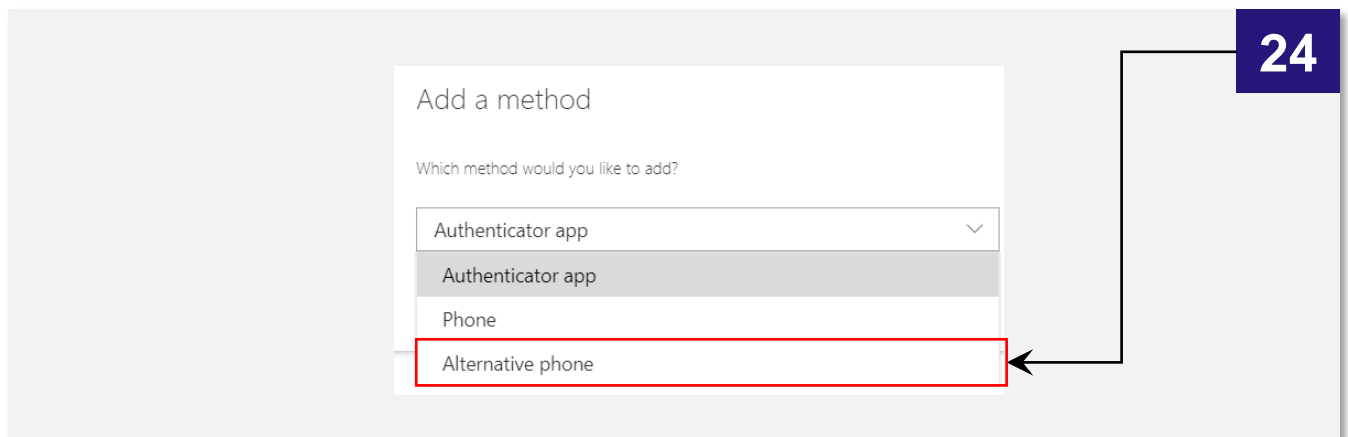 24
Add a method
Which method would you like to add?
Authenticator app
Authenticator app
Phone
Alternative phone